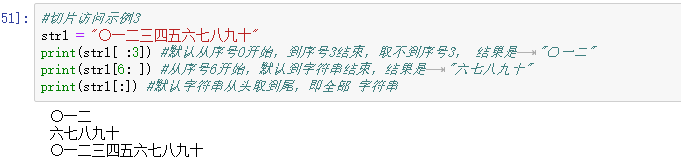 51]: #切片访问示例3
str1 = "〇一二三四五六七八九十"
print(str1[ :3]) #默认从序号0开始，到序号3结束，取不到序号3， 结果是——→ "〇一二"
print(str1[6: ]) #从序号6开始，默认到字符串结束，结果是——→ "六七八九十"
print(str1[:]) #默认字符串从头取到尾，即全部 字符串
〇一二
六七八九十
〇一二三四五六七八九十